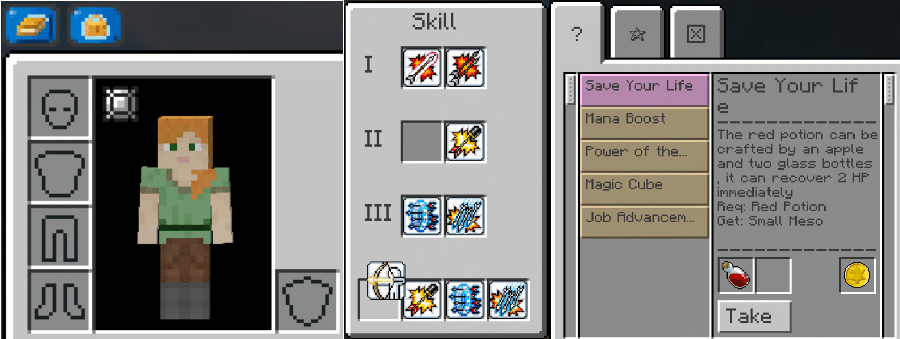 Skill
I
II
III
?
Save Your Life
Mana Boost
Power of the...
Magic Cube
Job Advancem...
Save Your Lif
e
The red potion can be
crafted by an apple
and two glass bottles
, it can recover 2 HP
immediately
Req: Red Potion
Get: Small Meso
Take